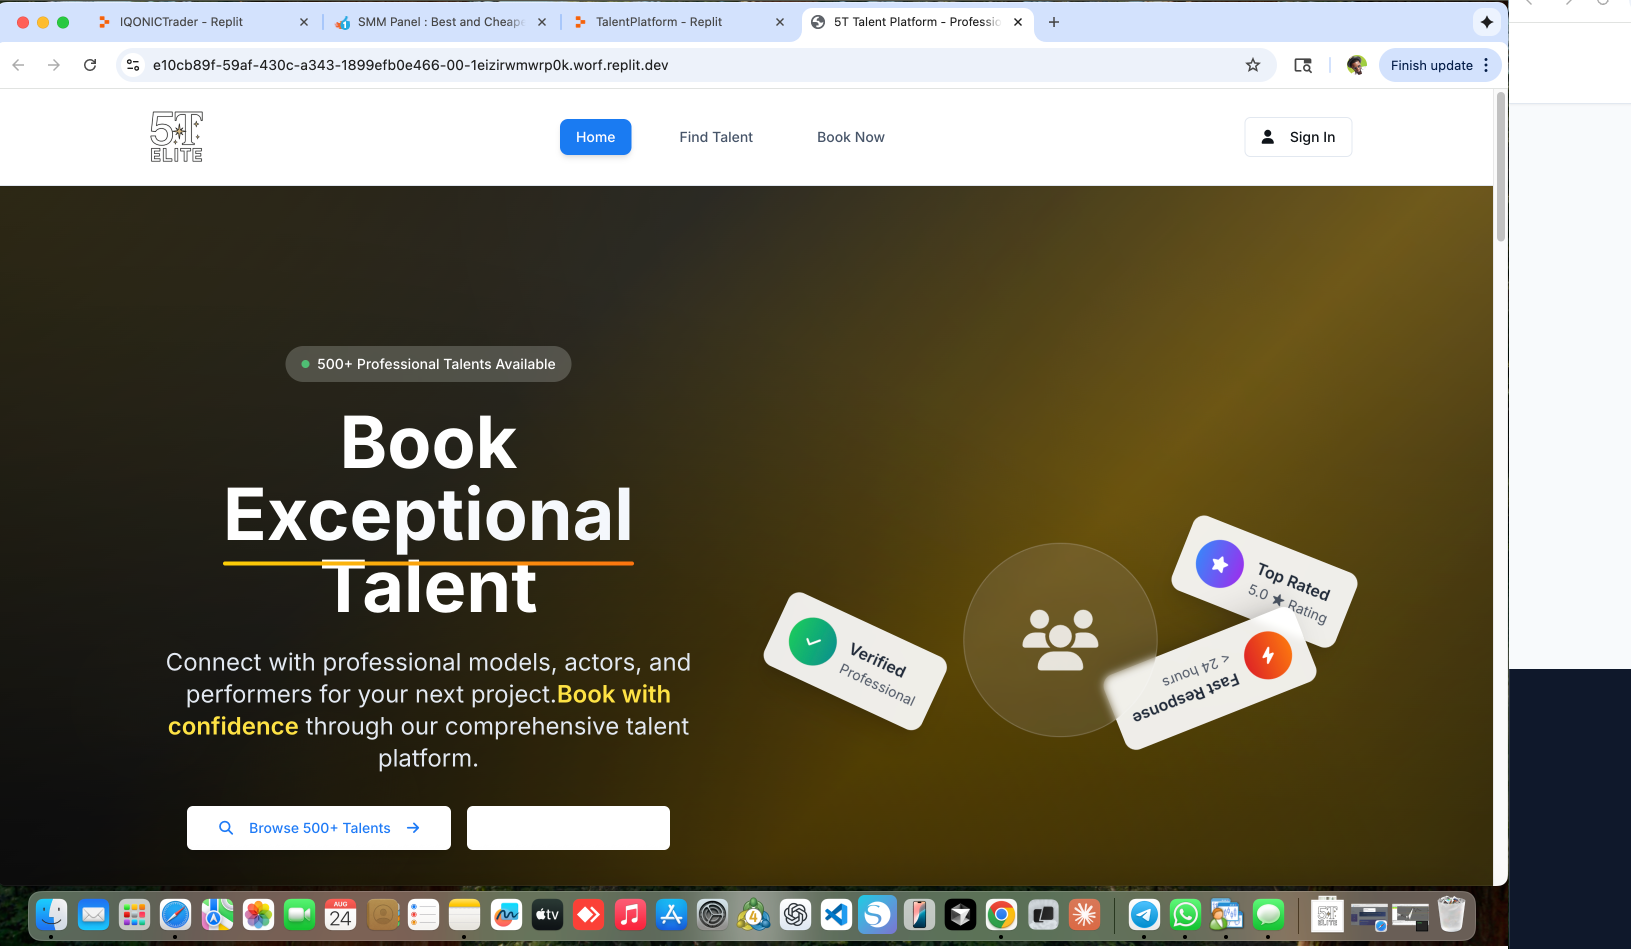 IQONICTrader - Replit
SMM Panel : Best and Cheape
TalentPlatform - Replit
5T Talent Platform - Professio
e10cb89f-59af-430c-a343-1899efb0e466-00-1eizirwmwrp0k.worf.replit.dev
Finish update
5T
ELITE
Home
Find Talent
Book Now
Sign In
500+ Professional Talents Available
Book
Exceptional
Talent
Connect with professional models, actors, and
performers for your next project.Book with
confidence through our comprehensive talent
platform.
Browse 500+ Talents
Verified
Professional
Top Rated
5.0 ★ Rating
Fast Response
< 24 hours
AUG
24
tv
4
5T
ELITE